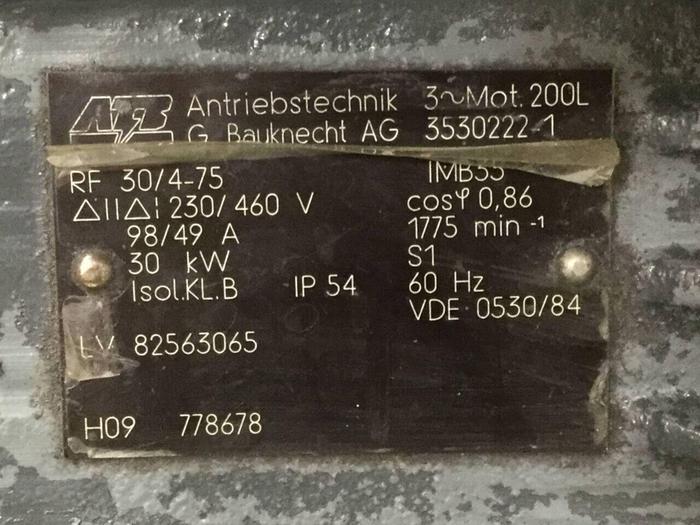 ATB Antriebstechnik 3~Mot. 200L
G. Bauknecht AG 3530222-1
RF 30/4-75 IMB35
△II△¦ 230/460 V cosφ 0,86
98/49 A 1775 min⁻¹
30 kW S1
Isol.KL.B IP 54 60 Hz
VDE 0530/84
LV 82563065
H09 778678